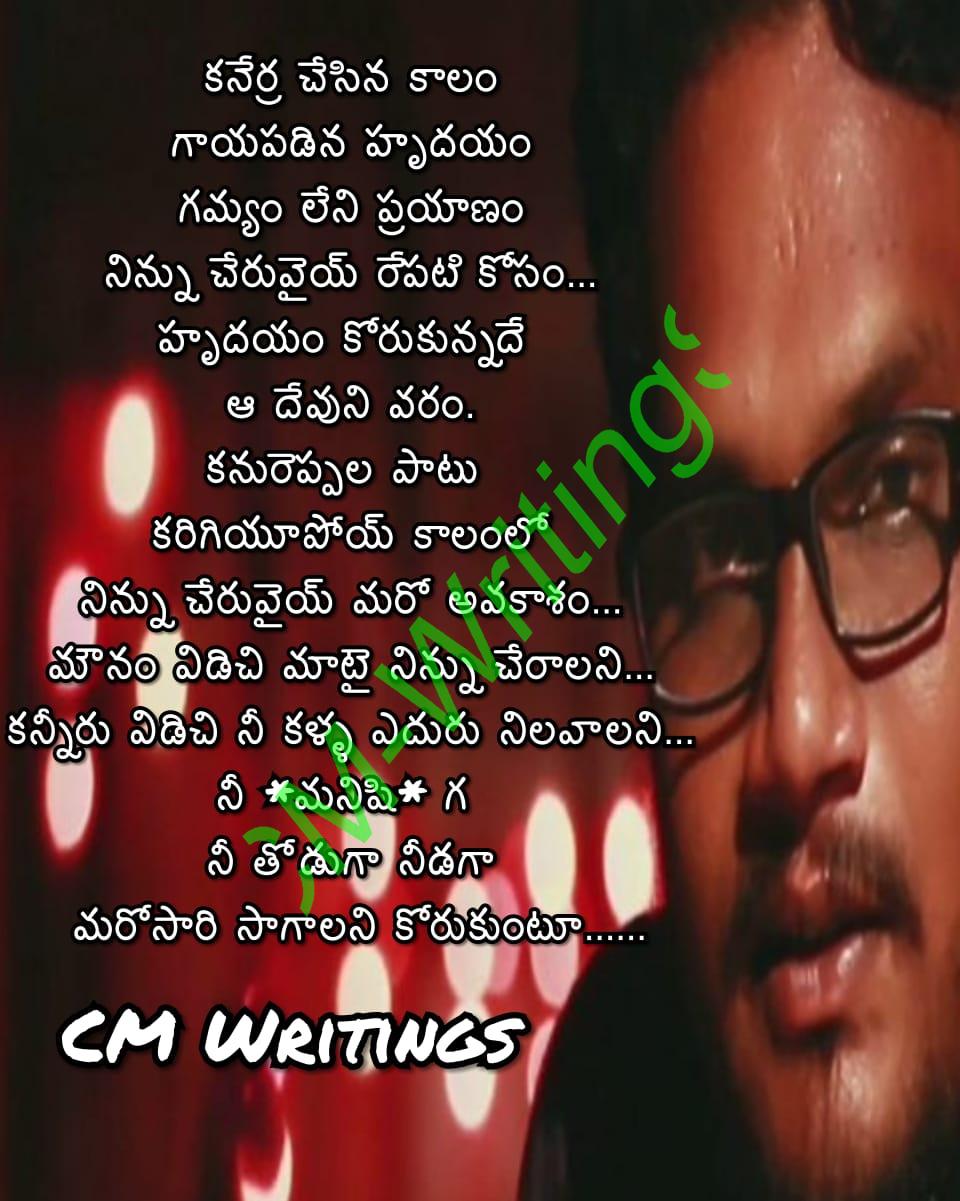 కనేర్ర చేసిన కాలం
గాయపడిన హృదయం
గమ్యం లేని ప్రయాణం
నిన్ను చేరువైయ్ రేపటి కోసం...
హృదయం కోరుకున్నదే
ఆ దేవుని వరం.
కనురెప్పల పాటు
కరిగియూపోయ్ కాలంలో
నిన్ను చేరువైయ్ మరో అవకాశం...
మౌనం విడిచి మాటై నిన్ను చేరాలని...
కన్నీరు విడిచి నీ కళ్ళ ఎదురు నిలవాలని...
నీ *మనిషి* గ
నీ తోడుగా నీడగా
మరోసారి సాగాలని కోరుకుంటూ......
CM WRITINGS
CM-Writings